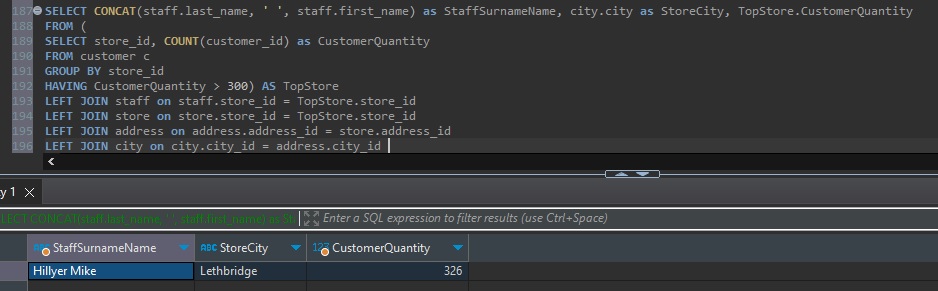 187 SELECT CONCAT(staff.last_name, ' ', staff.first_name) as StaffSurnameName, city.city as StoreCity, TopStore.CustomerQuantity
188 FROM (
189 SELECT store_id, COUNT(customer_id) as CustomerQuantity
190 FROM customer c
191 GROUP BY store_id
192 HAVING CustomerQuantity > 300) AS TopStore
193 LEFT JOIN staff on staff.store_id = TopStore.store_id
194 LEFT JOIN store on store.store_id = TopStore.store_id
195 LEFT JOIN address on address.address_id = store.address_id
196 LEFT JOIN city on city.city_id = address.city_id
y 1
LECT CONCAT(staff.last_name, ' ', staff.first_name) as St Enter a SQL expression to filter results (use Ctrl+Space)
ABC StaffSurnameName ABC StoreCity 123 CustomerQuantity
Hillyer Mike Lethbridge 326